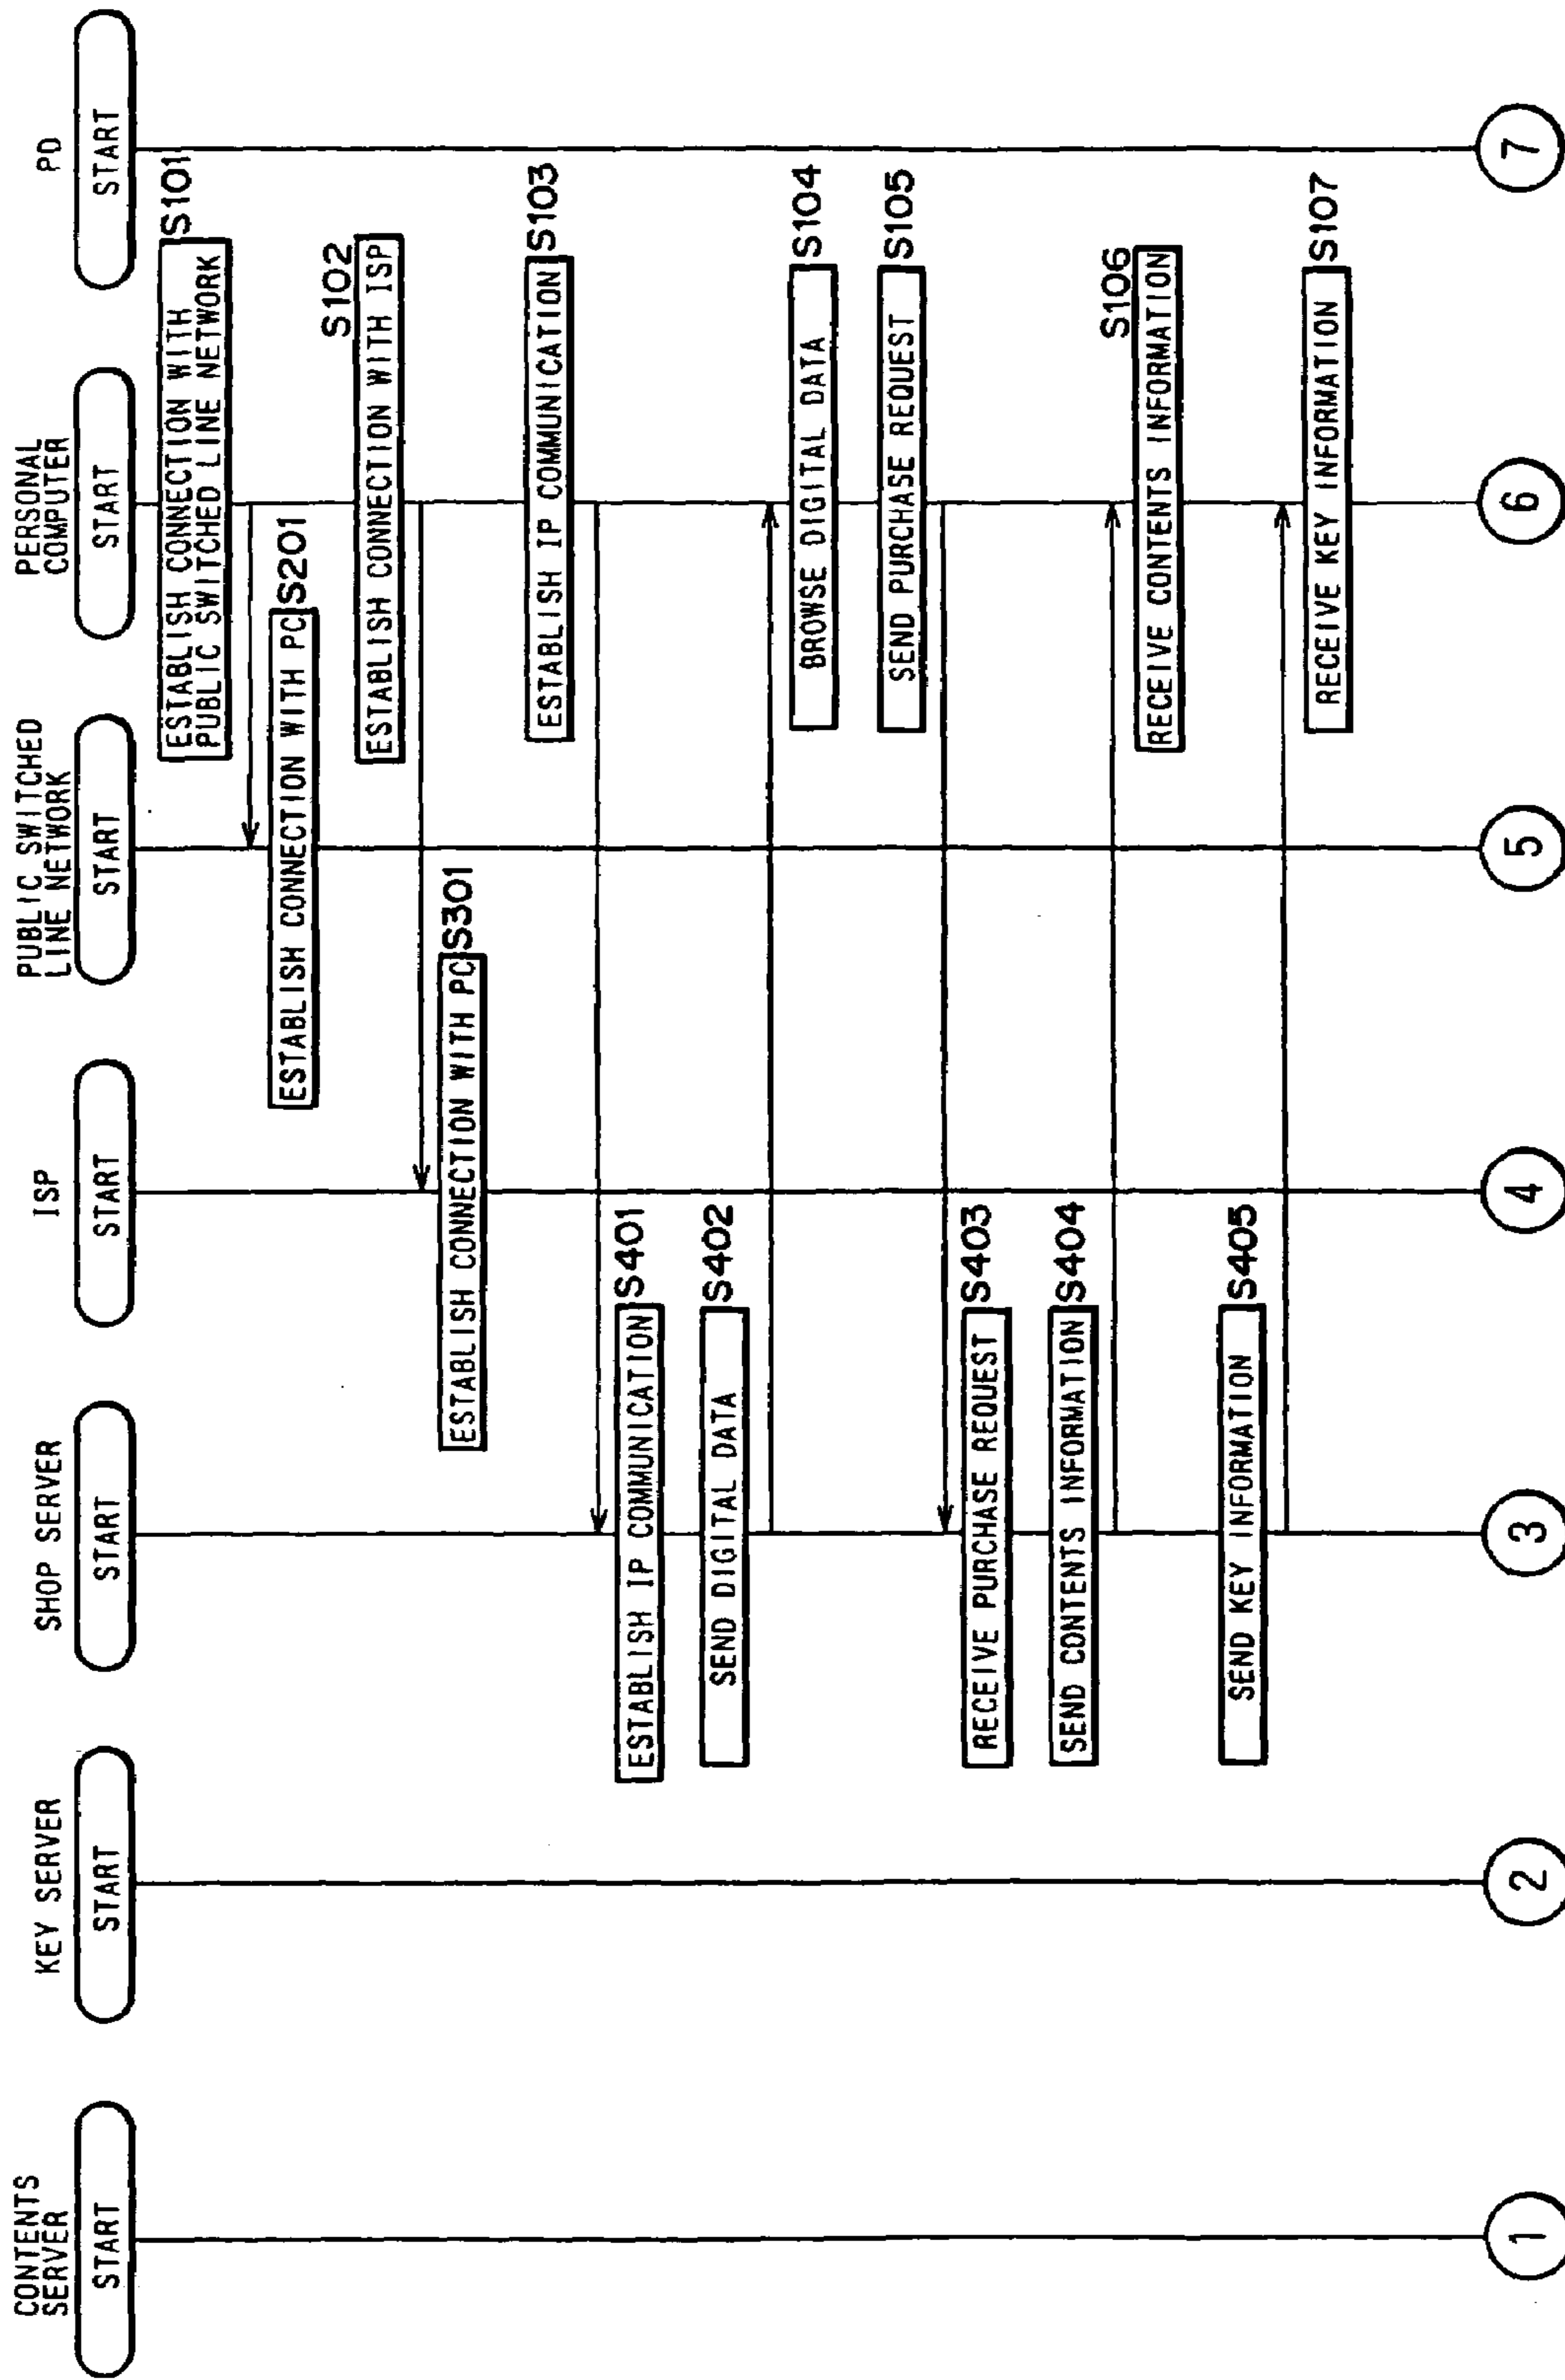 CONTENTS
SERVER
START
KEY SERVER
START
SHOP SERVER
START
ISP
START
PUBLIC SWITCHED
LINE NETWORK
START
PERSONAL
COMPUTER
START
PD
START
ESTABLISH CONNECTION WITH
PUBLIC SWITCHED LINE NETWORK
S101
ESTABLISH CONNECTION WITH PC
S201
S102
ESTABLISH CONNECTION WITH ISP
ESTABLISH CONNECTION WITH PC
S301
ESTABLISH IP COMMUNICATION
S103
ESTABLISH IP COMMUNICATION
S401
SEND DIGITAL DATA
S402
BROWSE DIGITAL DATA
S104
SEND PURCHASE REQUEST
S105
RECEIVE PURCHASE REQUEST
S403
SEND CONTENTS INFORMATION
S404
S106
RECEIVE CONTENTS INFORMATION
SEND KEY INFORMATION
S405
RECEIVE KEY INFORMATION
S107
1
2
3
4
5
6
7